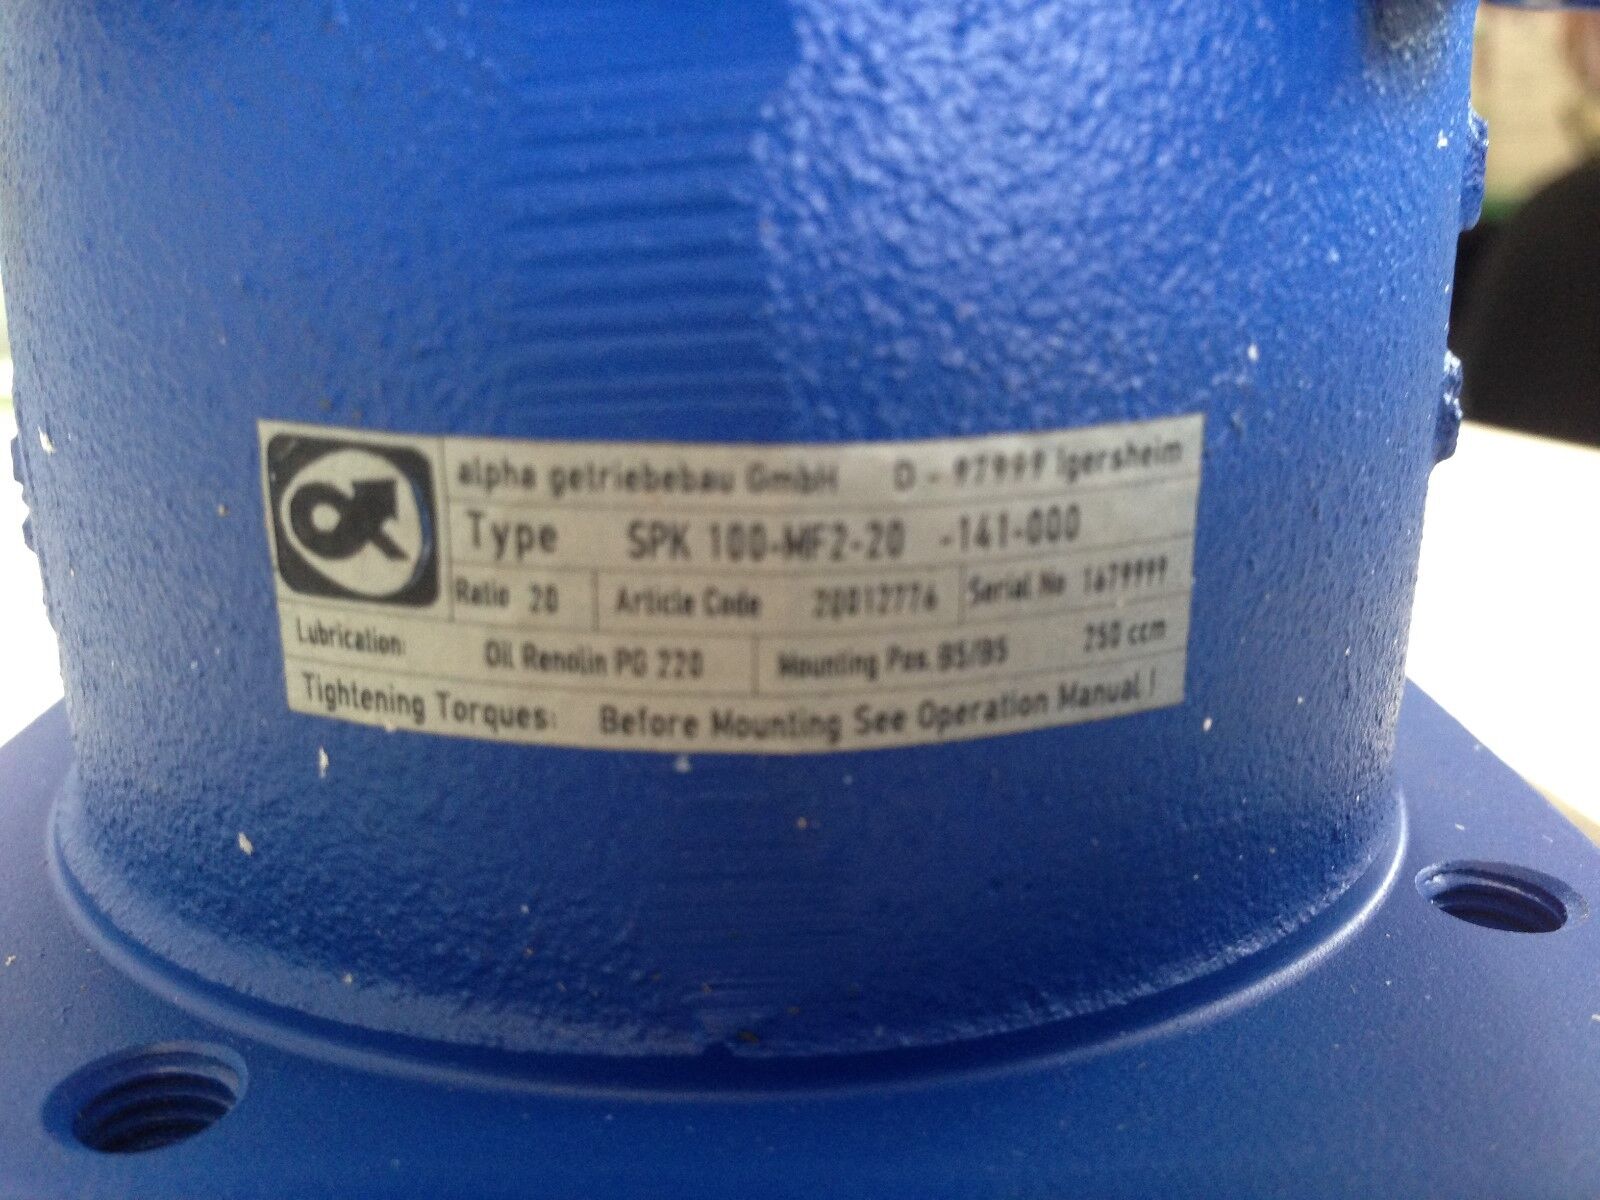 alpha getriebebau GmbH D - 97999 Igersheim
Type SPK 100-MF2-20 -141-000
Ratio 20 Article Code 20012776 Serial No 1679999
Lubrication: Oil Renolin PG 220 Mounting Pos. B5/B5 250 ccm
Tightening Torques: Before Mounting See Operation Manual !